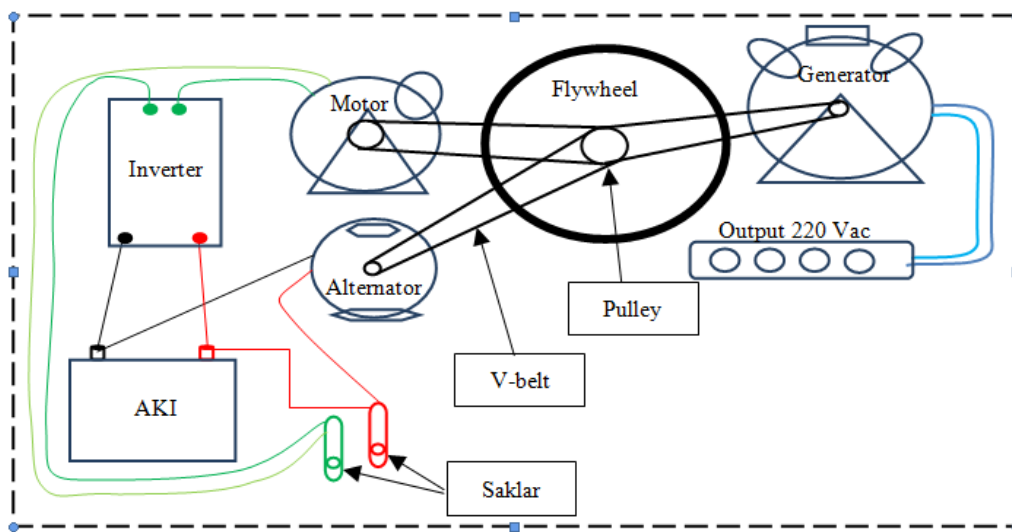 Generator
Flywheel
Motor
Inverter
Output 220 Vac
Alternator
Pulley
V-belt
AKI
Saklar